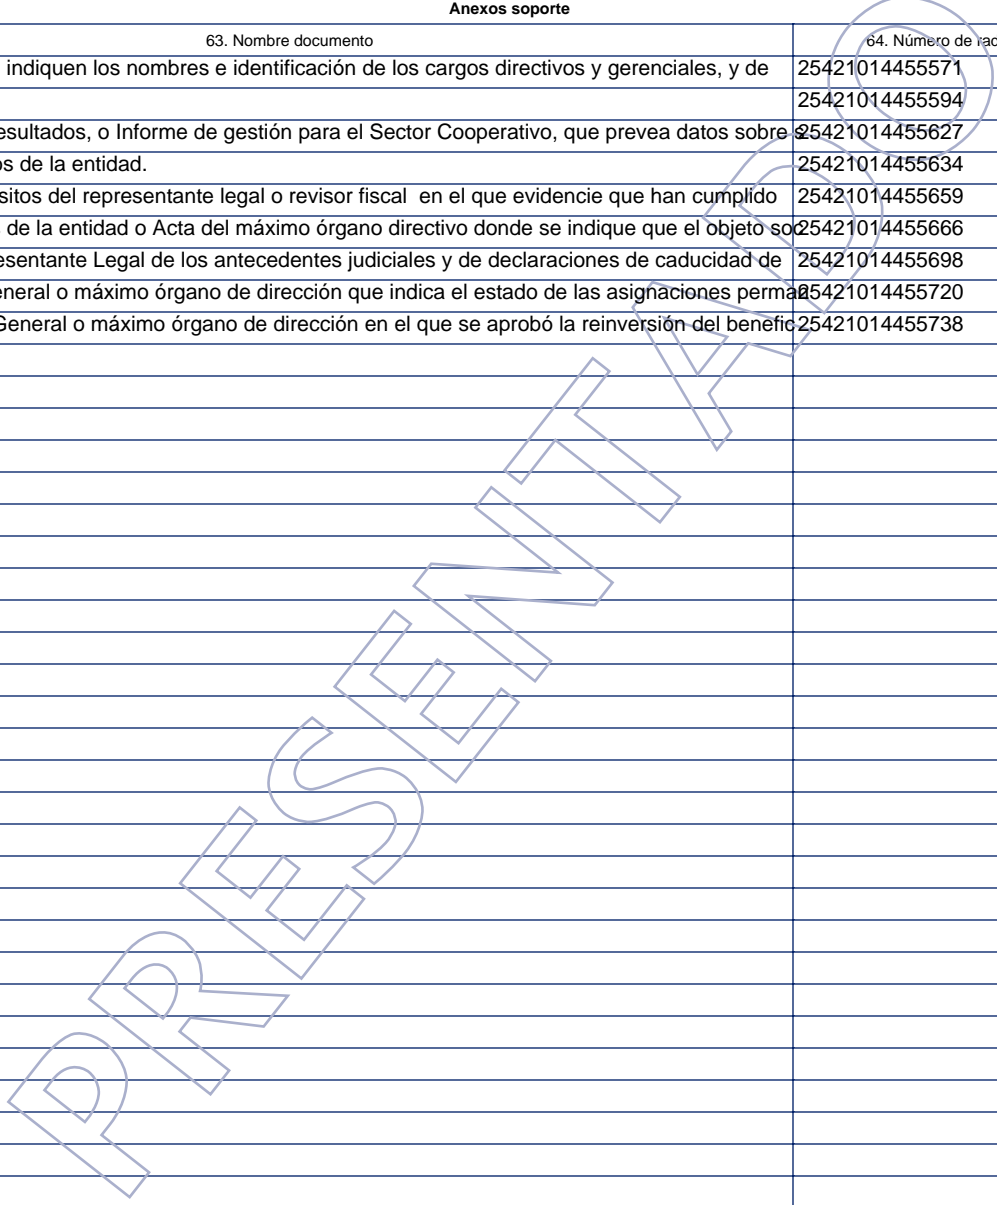 Anexos soporte
63. Nombre documento 64. Número de
indiquen los nombres e identificación de los cargos directivos y gerenciales, y de 25421014455571
25421014455594
esultados, o Informe de gestión para el Sector Cooperativo, que prevea datos sobre 25421014455627
os de la entidad. 25421014455634
sitos del representante legal o revisor fiscal en el que evidencie que han cumplido 25421014455659
de la entidad o Acta del máximo órgano directivo donde se indique que el objeto soc 25421014455666
esentante Legal de los antecedentes judiciales y de declaraciones de caducidad de 25421014455698
eneral o máximo órgano de dirección que indica el estado de las asignaciones perma 25421014455720
General o máximo órgano de dirección en el que se aprobó la reinversión del benefic 25421014455738
PRESENTADO